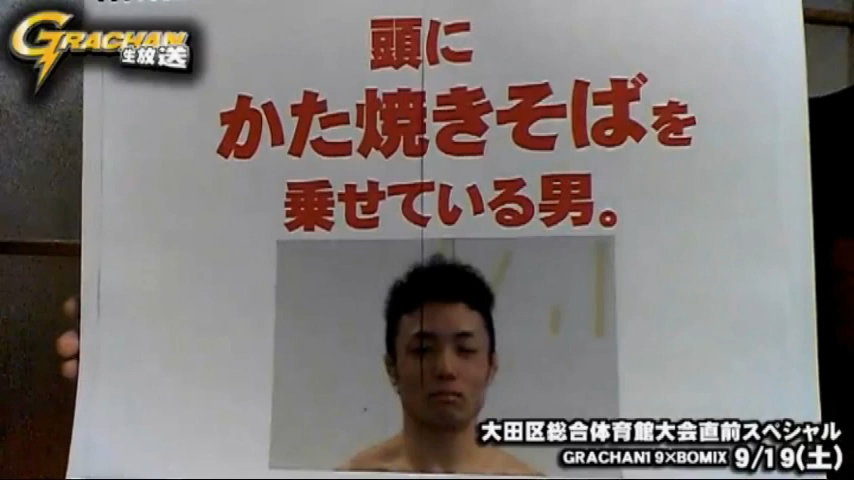 GRACHAN
生放送
頭に
かた焼きそばを
乗せている男。
大田区総合体育館大会直前スペシャル
GRACHAN19×BOMIX 9/19(土)